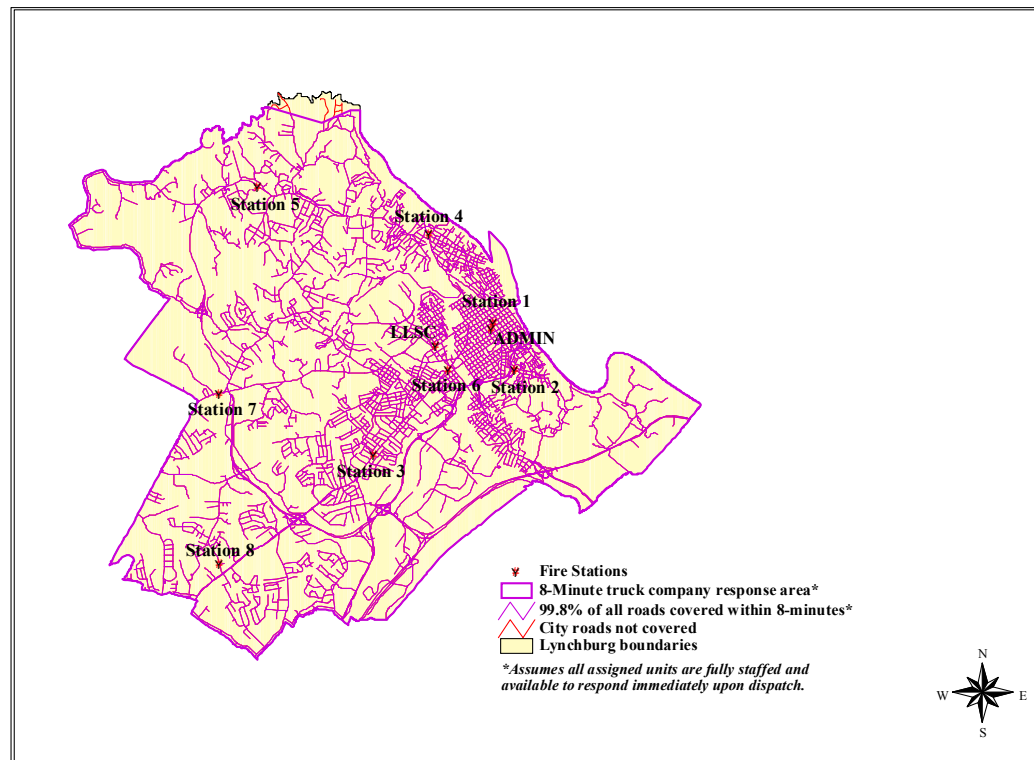 Station 5
Station 4
Station 1
LLSC
ADMIN
Station 6
Station 2
Station 7
Station 3
Station 8
Fire Stations
8-Minute truck company response area*
99.8% of all roads covered within 8-minutes*
City roads not covered
Lynchburg boundaries
*Assumes all assigned units are fully staffed and
available to respond immediately upon dispatch.
N
W
E
S